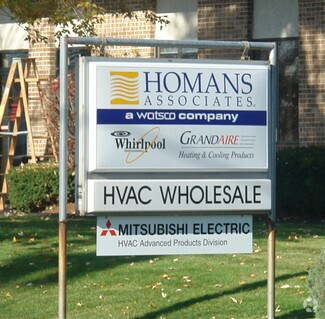 HOMANS
ASSOCIATES
a watsco company
Whirlpool
GRANDAIRE
Heating & Cooling Products
HVAC WHOLESALE
MITSUBISHI ELECTRIC
HVAC Advanced Products Division